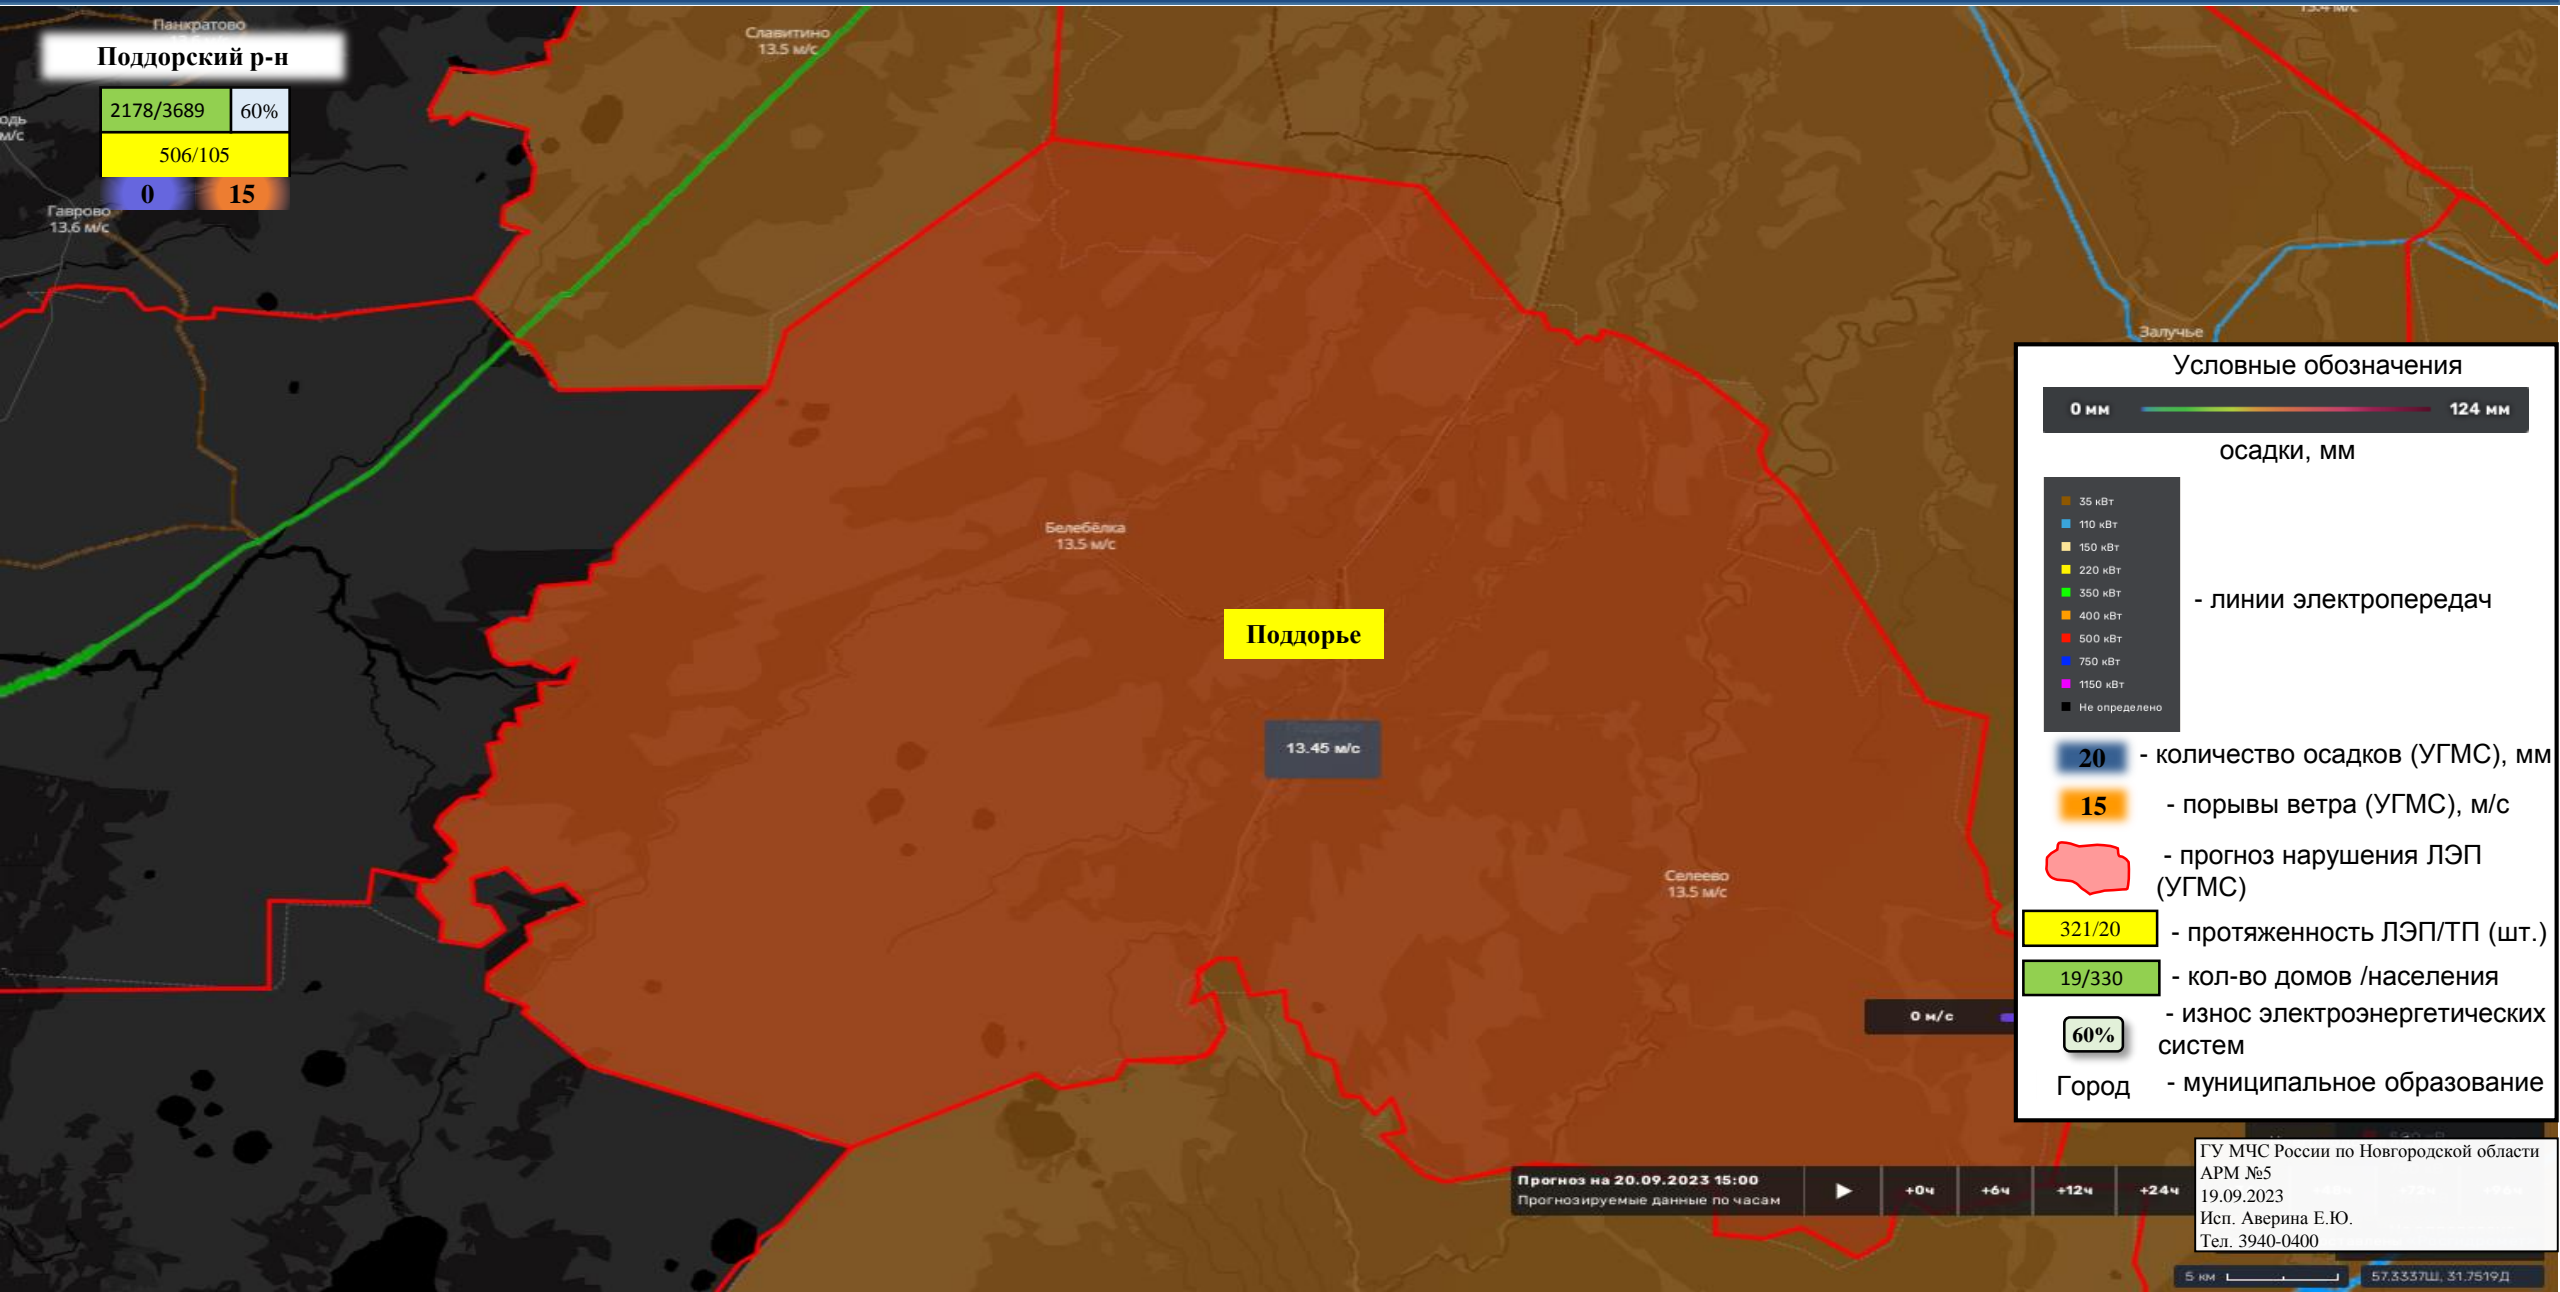 Панкратово
Поддорский р-н
2178/3689 60%
506/105
0 15
Гаврово
13.6 м/с
одь
м/с
Славитино
13.5 м/с
13.4 м/с
Залучье
Белебёлка
13.5 м/с
Поддорье
13.45 м/с
Селеево
13.5 м/с
0 м/с
Условные обозначения
0 мм 124 мм
осадки, мм
35 кВт
110 кВт
150 кВт
220 кВт
350 кВт
400 кВт
500 кВт
750 кВт
1150 кВт
Не определено
- линии электропередач
20 - количество осадков (УГМС), мм
15 - порывы ветра (УГМС), м/с
- прогноз нарушения ЛЭП
(УГМС)
321/20 - протяженность ЛЭП/ТП (шт.)
19/330 - кол-во домов /населения
60% - износ электроэнергетических
систем
Город - муниципальное образование
Прогноз на 20.09.2023 15:00
Прогнозируемые данные по часам
+0ч +6ч +12ч +24ч
ГУ МЧС России по Новгородской области
АРМ №5
19.09.2023
Исп. Аверина Е.Ю.
Тел. 3940-0400
5 км
57.3337Ш, 31.7519Д